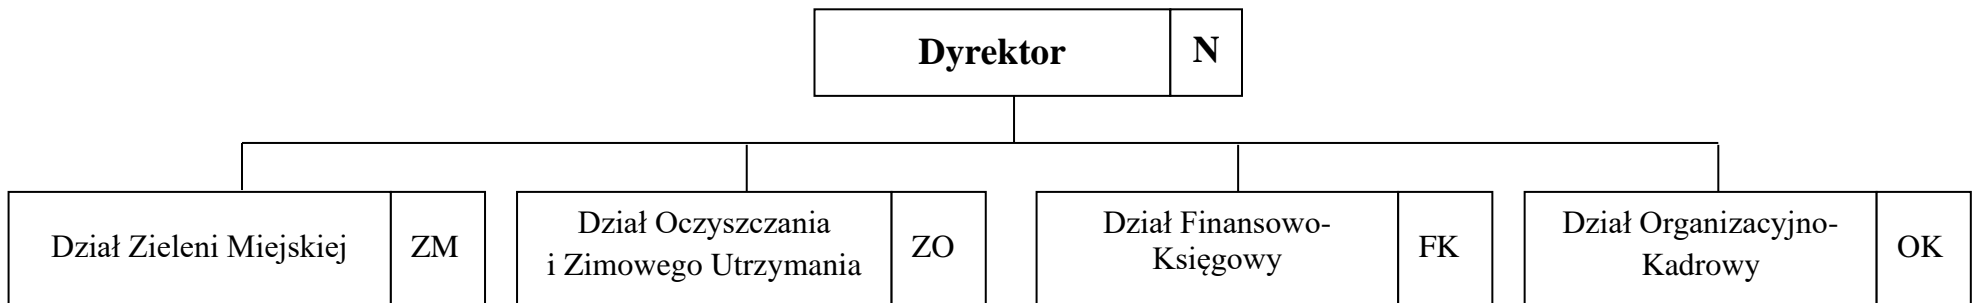 Dyrektor
N
Dział Zieleni Miejskiej
ZM
Dział Oczyszczania
i Zimowego Utrzymania
ZO
Dział Finansowo-
Księgowy
FK
Dział Organizacyjno-
Kadrowy
OK